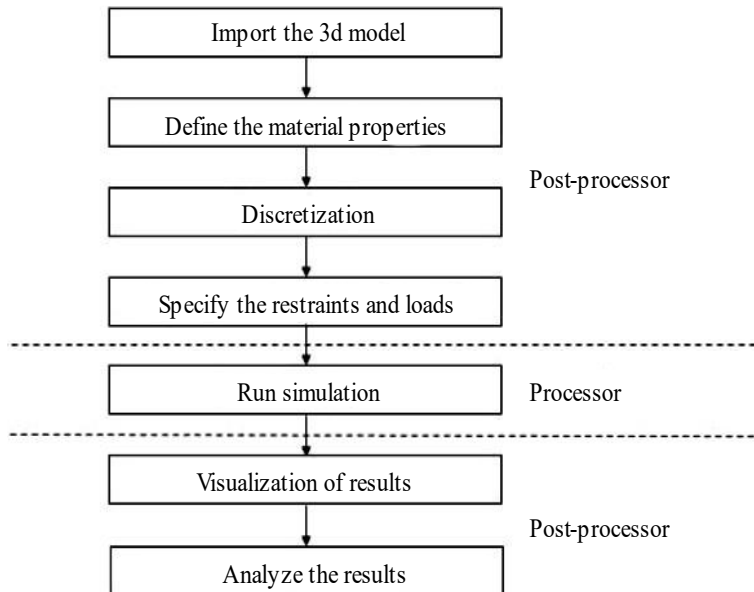 Import the 3d model
Define the material properties
Post-processor
Discretization
Specify the restraints and loads
Run simulation
Processor
Visualization of results
Post-processor
Analyze the results